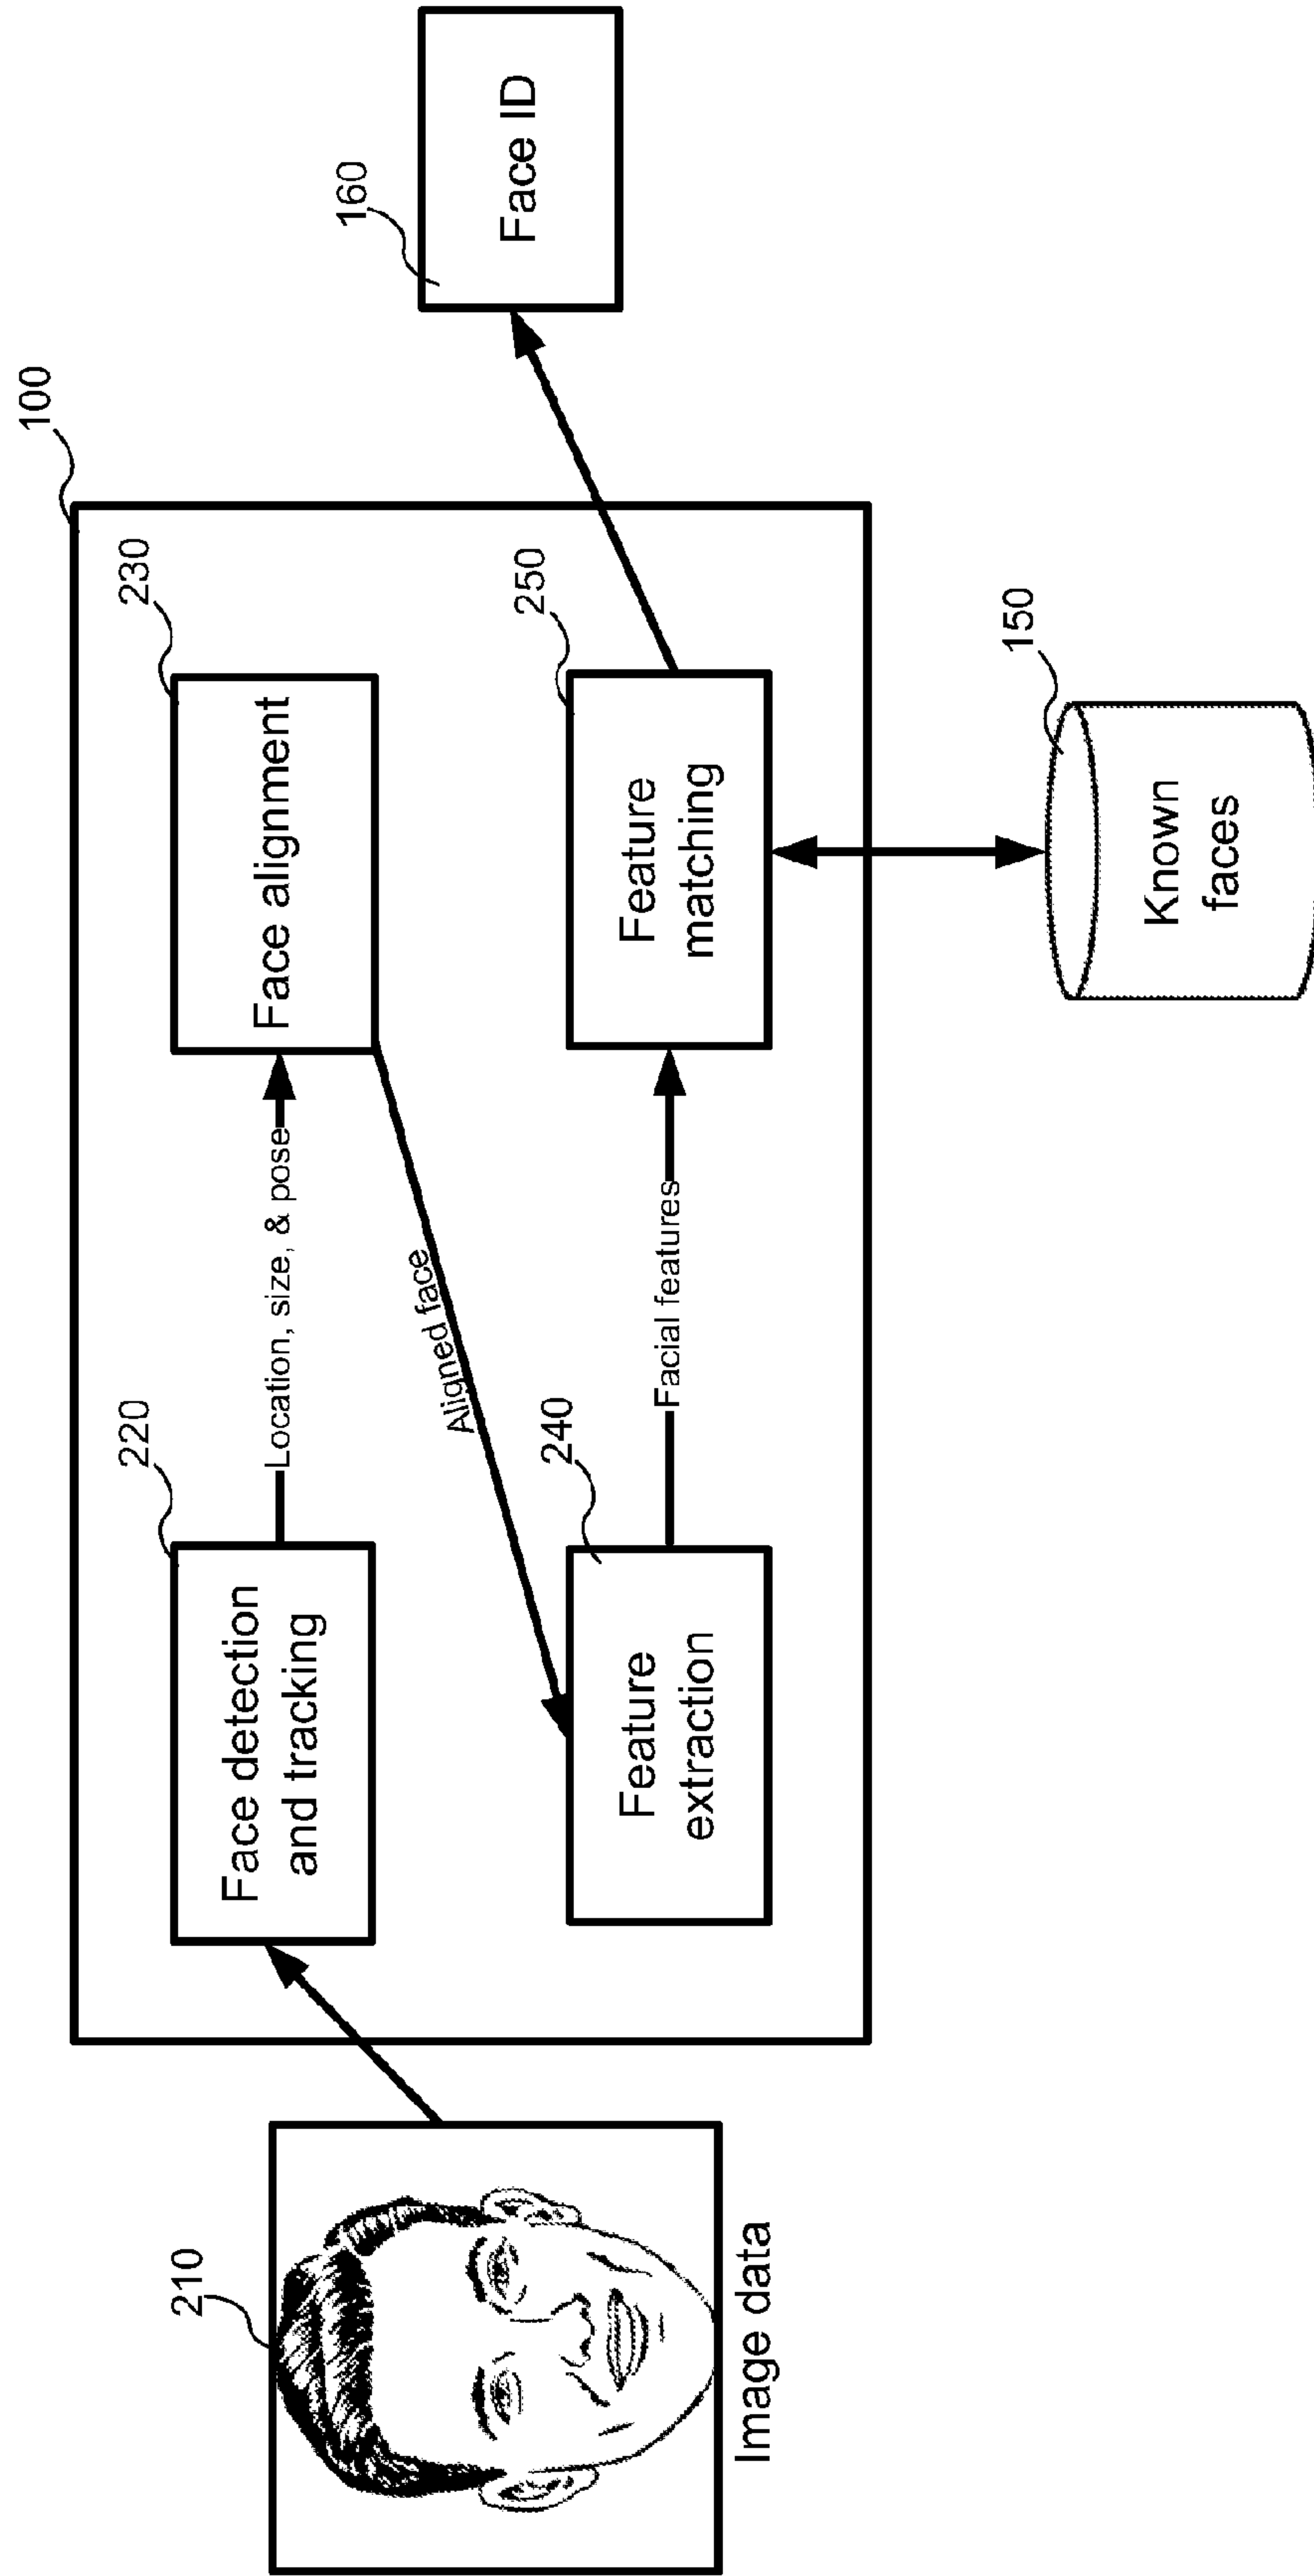 100
210
Image data
220
Face detection
and tracking
Location, size, & pose
230
Face alignment
Aligned face
240
Feature
extraction
Facial features
250
Feature
matching
160
Face ID
150
Known
faces